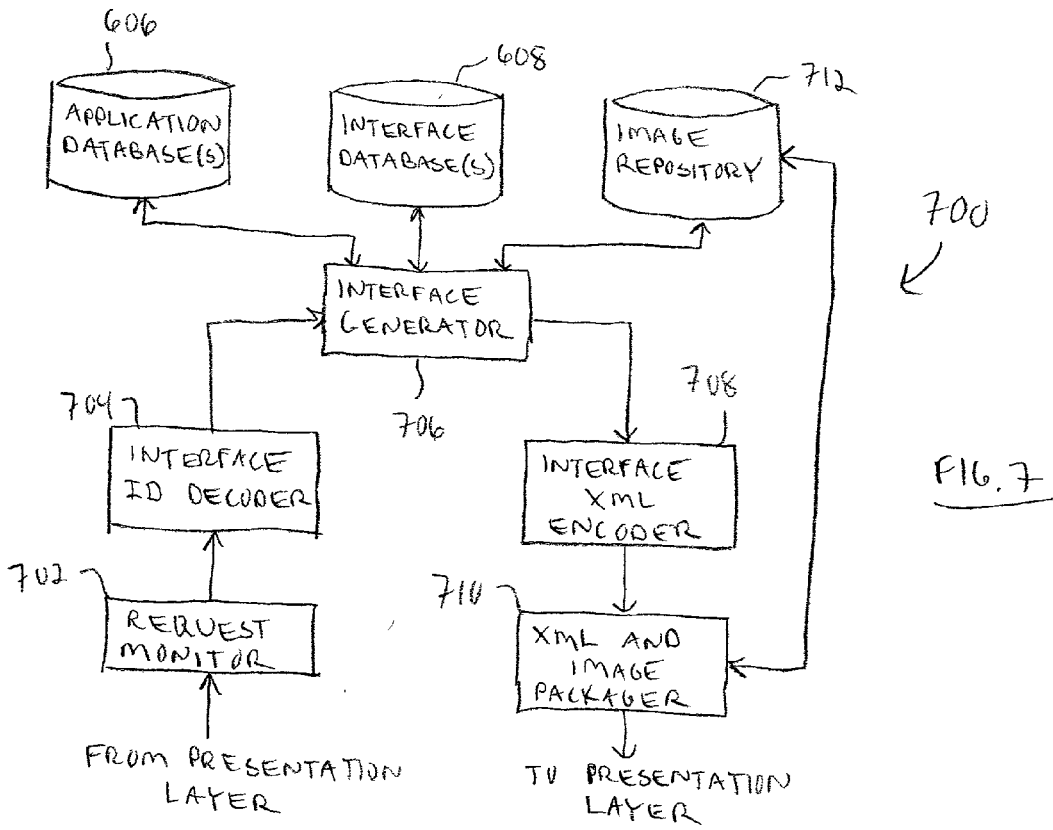 606
608
712
APPLICATION
DATABASE(S)
INTERFACE
DATABASE(S)
IMAGE
REPOSITORY
700
INTERFACE
GENERATOR
706
704
INTERFACE
ID DECODER
708
INTERFACE
XML
ENCODER
FIG. 7
702
REQUEST
MONITOR
710
XML AND
IMAGE
PACKAGER
FROM PRESENTATION
LAYER
TO PRESENTATION
LAYER